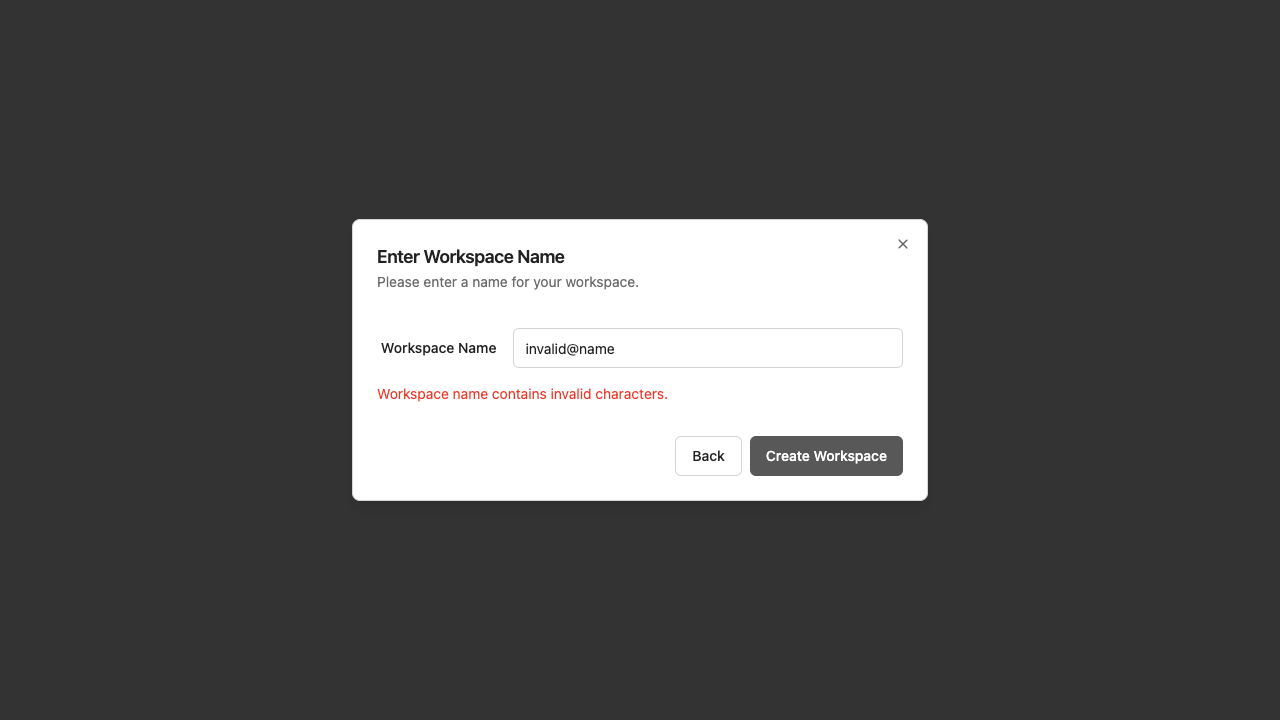 Enter Workspace Name
Please enter a name for your workspace.
Workspace Name
invalid@name
Workspace name contains invalid characters.
Back
Create Workspace